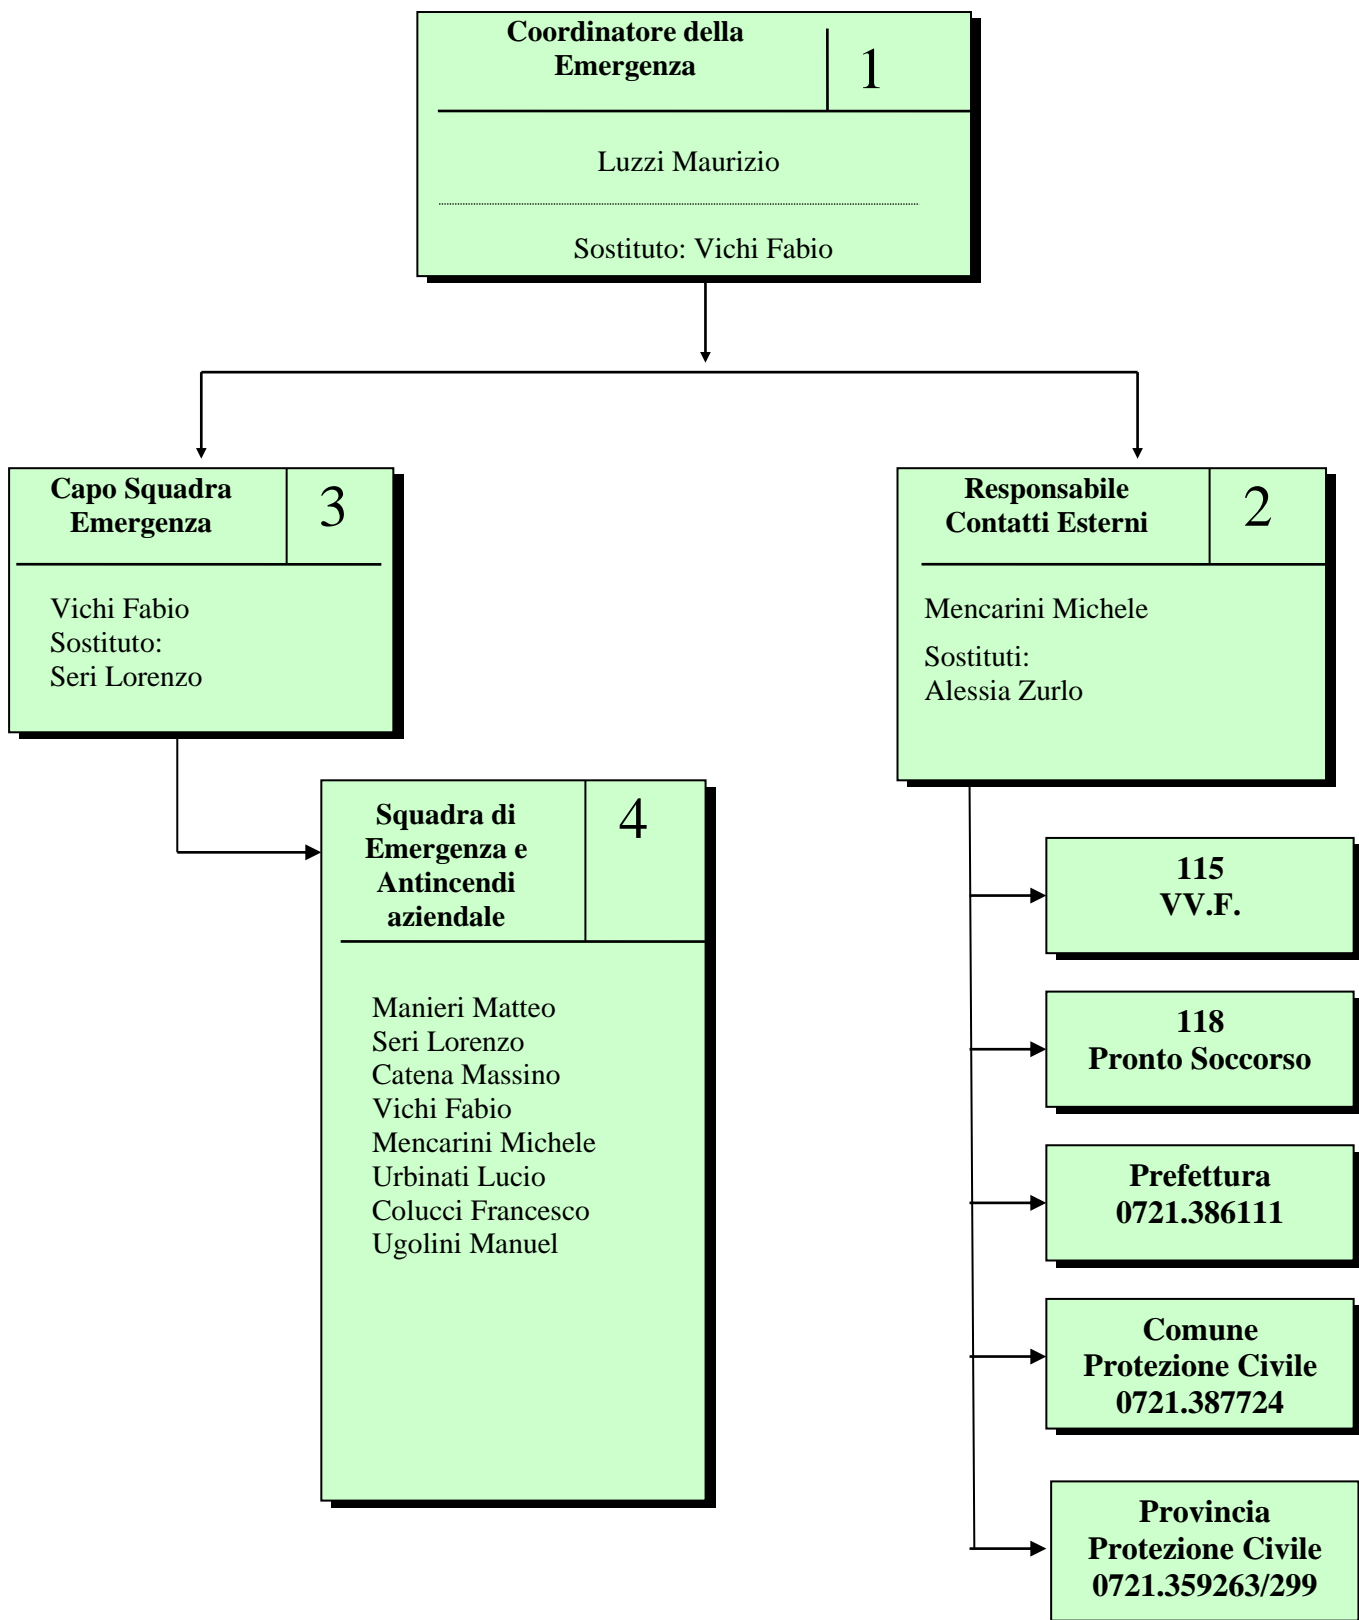 Coordinatore della
Emergenza
1
Luzzi Maurizio
Sostituto: Vichi Fabio
Capo Squadra
Emergenza
3
Vichi Fabio
Sostituto:
Seri Lorenzo
Responsabile
Contatti Esterni
2
Mencarini Michele
Sostituti:
Alessia Zurlo
Squadra di
Emergenza e
Antincendi
aziendale
4
Manieri Matteo
Seri Lorenzo
Catena Massino
Vichi Fabio
Mencarini Michele
Urbinati Lucio
Colucci Francesco
Ugolini Manuel
115
VV.F.
118
Pronto Soccorso
Prefettura
0721.386111
Comune
Protezione Civile
0721.387724
Provincia
Protezione Civile
0721.359263/299